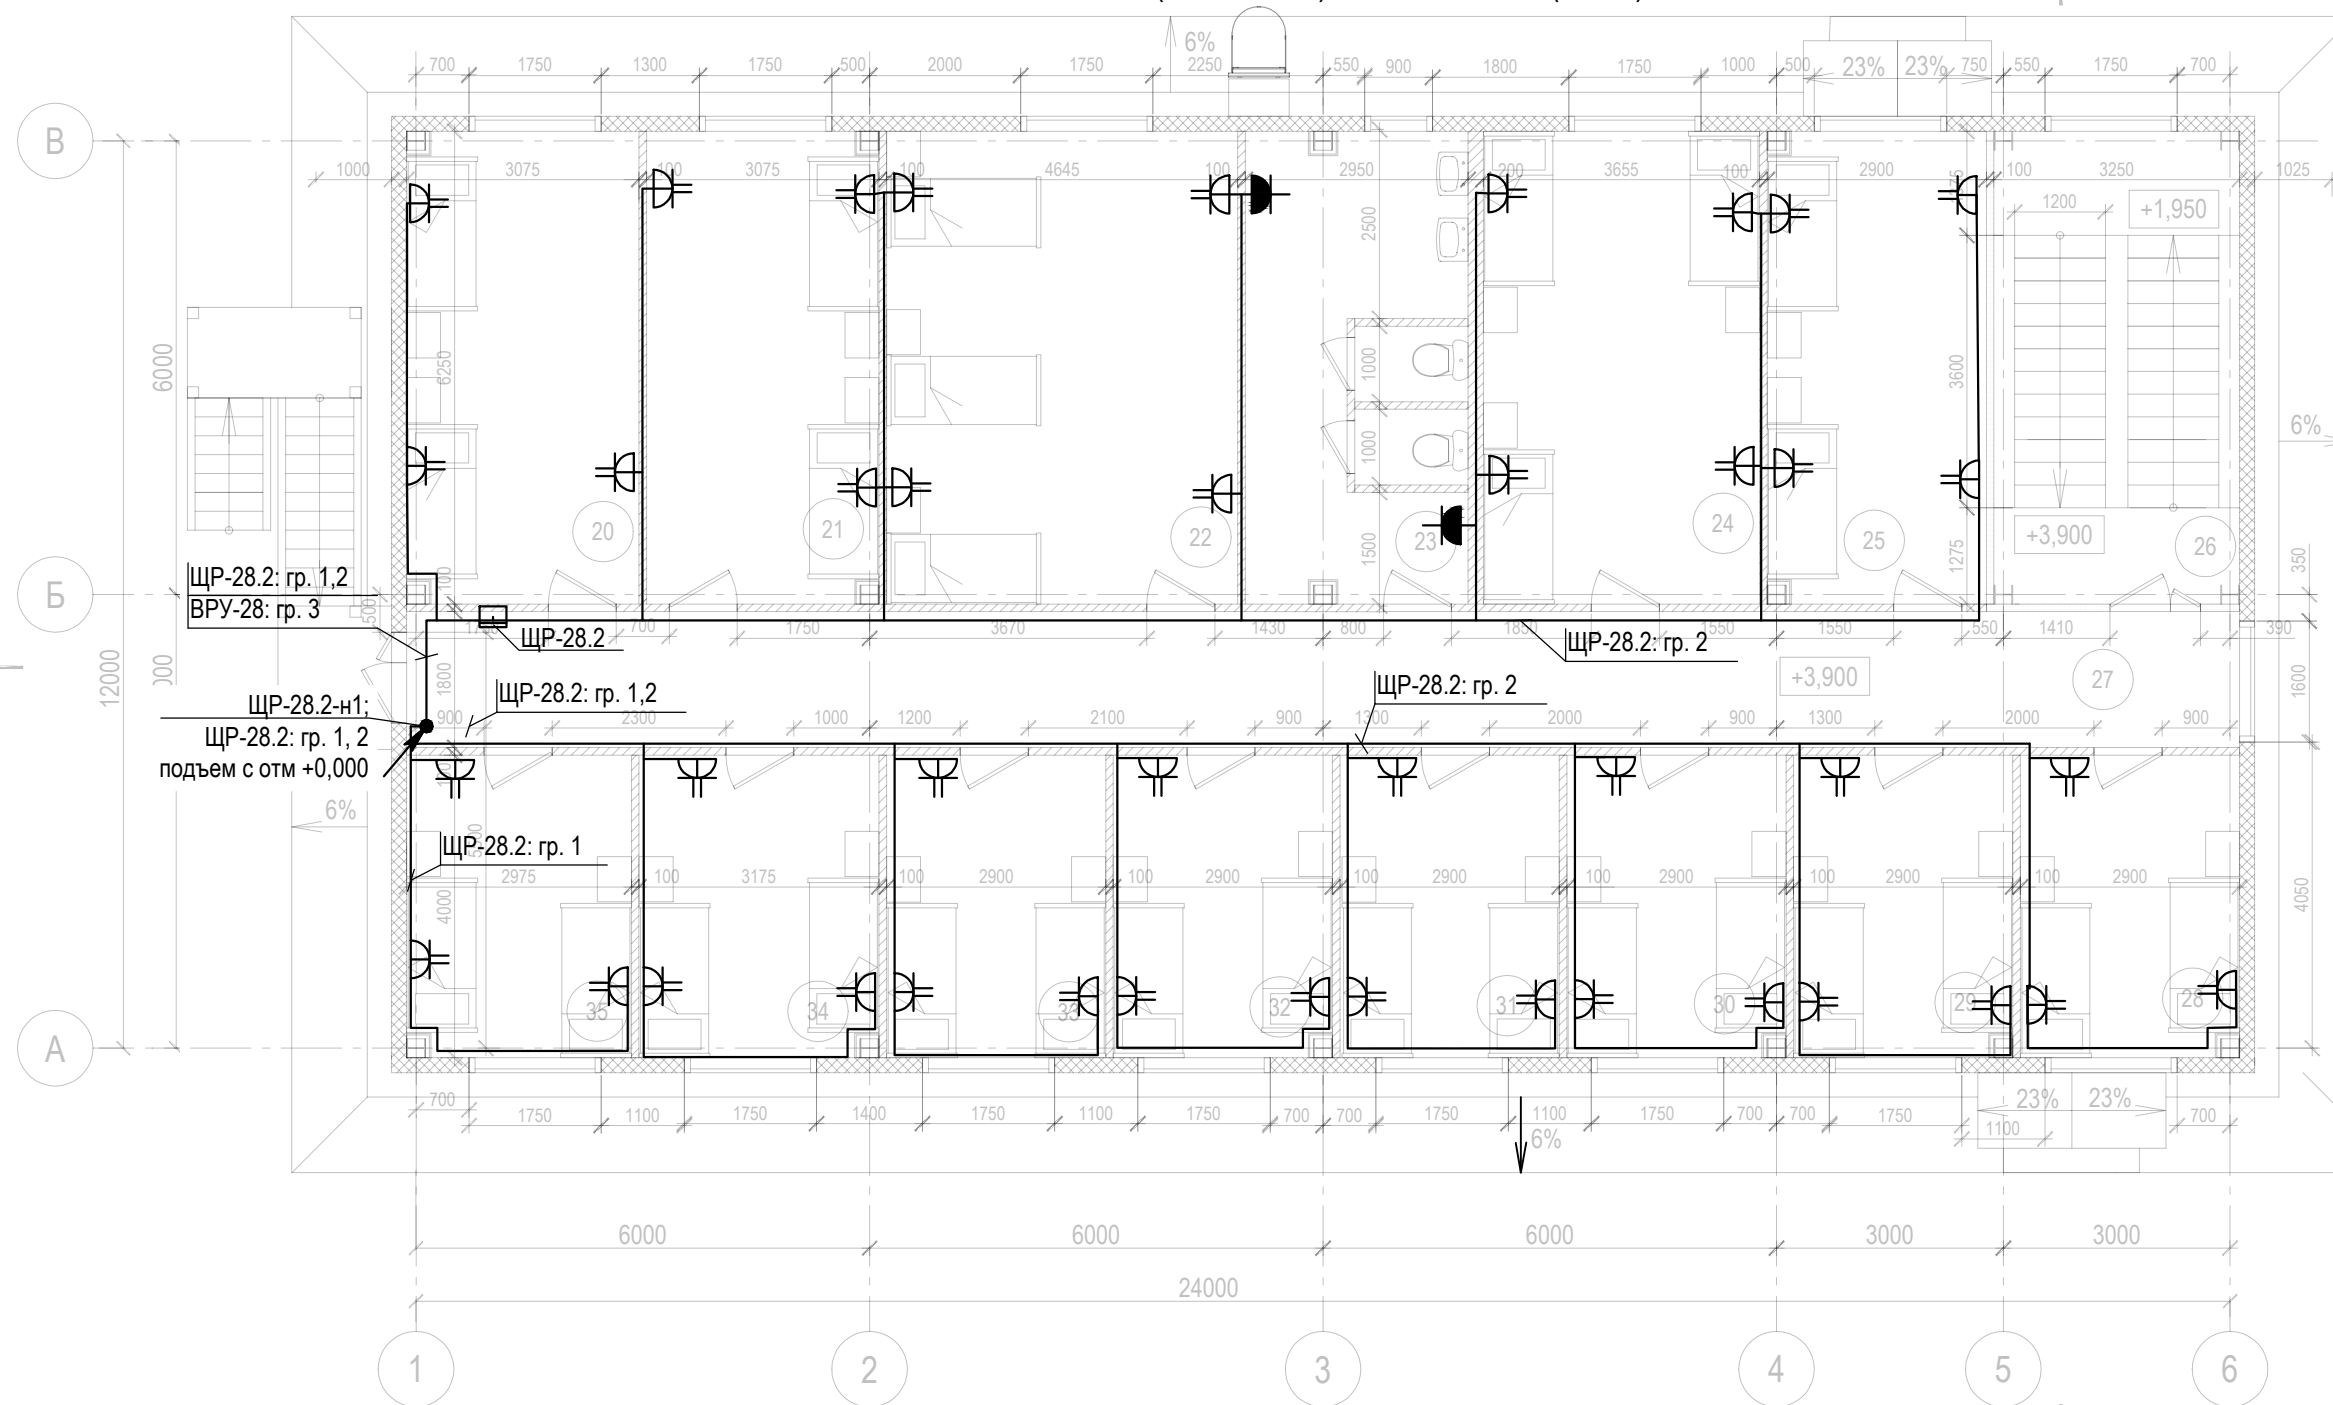 6%
700 1750 1300 1750 500 2000 1750 2250 550 900 1800 1750 1000 500 23% 23% 750 550 1750 700
В
1000 3075 100 3075 100 4645 100 2950 200 3655 100 2900 100 3250 1025
1200 +1,950
2500
6000 6250 1000 3600
6%
1000
20 21 22 23 24 25 +3,900 26
1500 1275 350
ЩР-28.2: гр. 1,2
Б
ВРУ-28: гр. 3
100
500
ЩР-28.2
700 1750 3670 1430 800 1850 1550 1550 550 1410 390
ЩР-28.2: гр. 2
12000
1800
+3,900 27 1600
ЩР-28.2: гр. 1,2
ЩР-28.2: гр. 2
ЩР-28.2-н1;
900 2300 1000 1200 2100 900 1300 2000 900 1300 2000 900
ЩР-28.2: гр. 1, 2
подъем с отм +0,000
6%
ЩР-28.2: гр. 1
2975 100 3175 100 2900 100 2900 100 2900 100 2900 100 2900 100 2900
4000 4050
35 34 33 32 31 30 29 28
А
700 1750 1100 1750 1400 1750 1100 1750 700 700 1750 1100 1750 700 700 1750 1100 23% 23% 700
6%
6000 6000 6000 3000 3000
24000
1 2 3 4 5 6